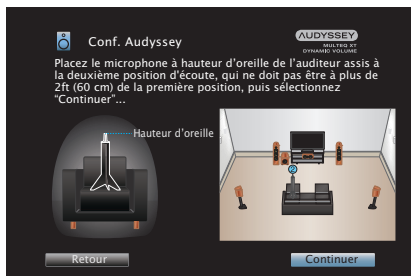 Conf. Audyssey
AUDYSSEY
MULTEQ XT
DYNAMIC VOLUME
Placez le microphone à hauteur d'oreille de l'auditeur assis à
la deuxième position d'écoute, qui ne doit pas être à plus de
2ft (60 cm) de la première position, puis sélectionnez
“Continuer”...
Hauteur d'oreille
2
Retour
Continuer